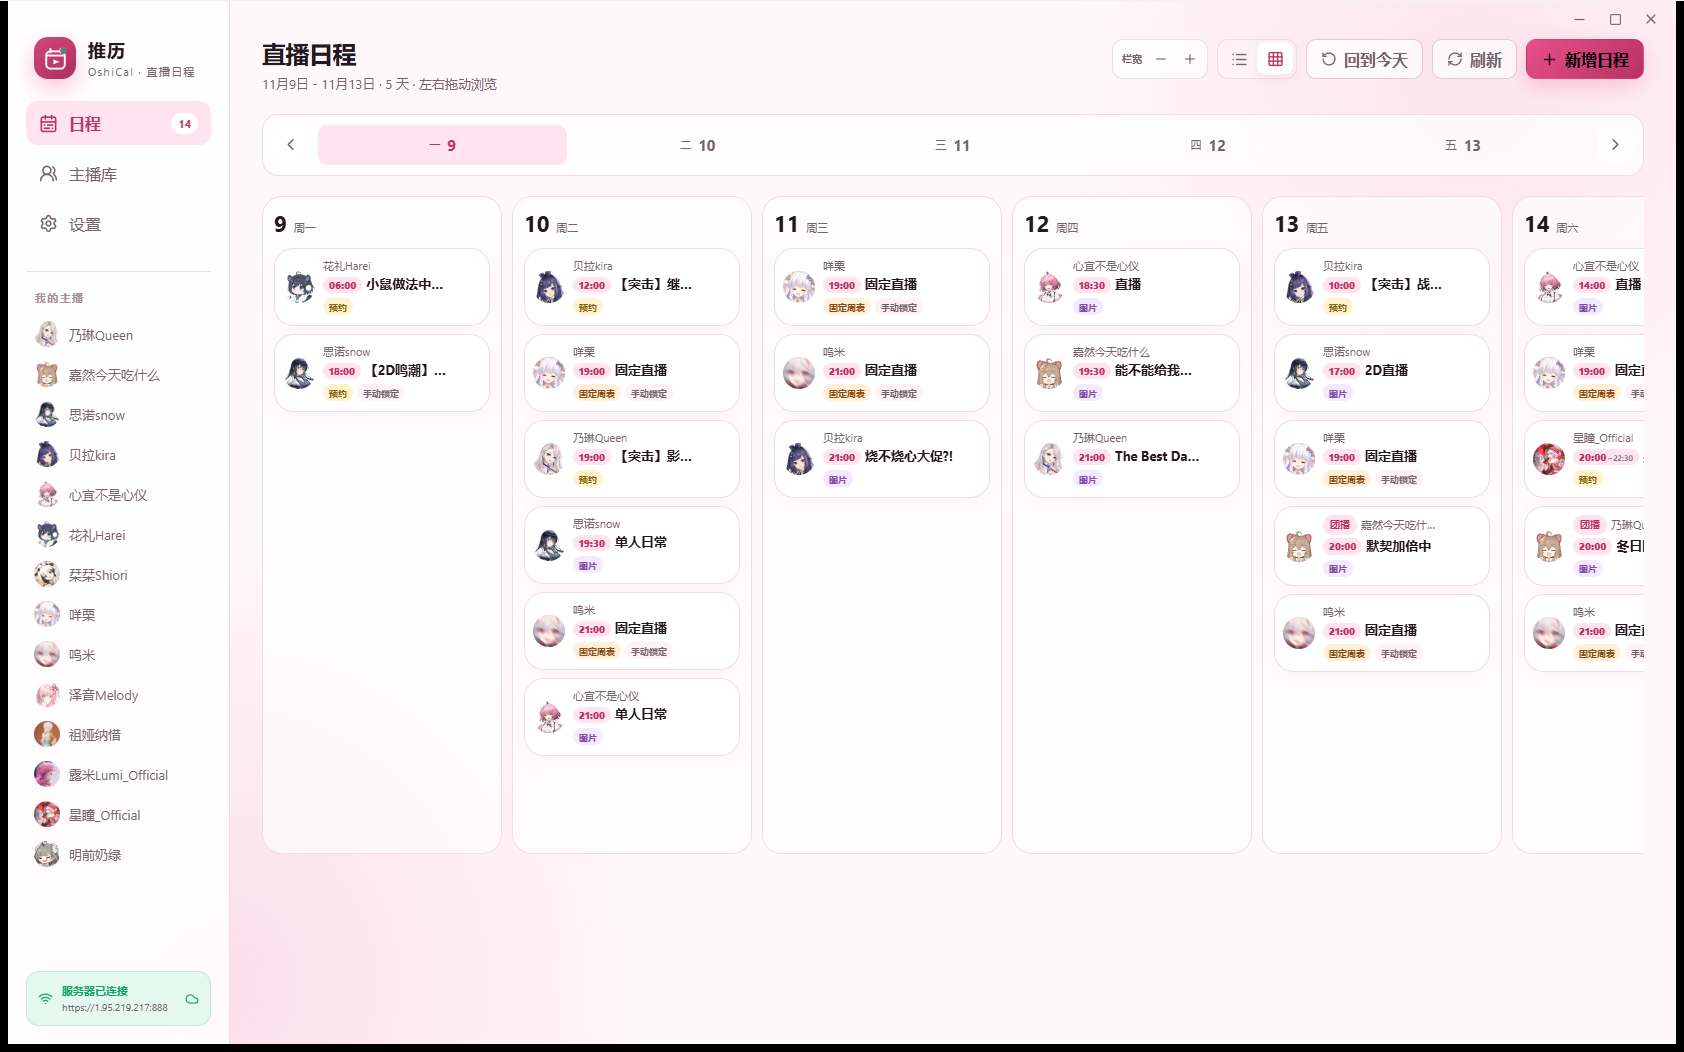 推历
OshiCal · 直播日程
日程 14
主播库
设置
我的主播
乃琳Queen
嘉然今天吃什么
思诺snow
贝拉kira
心宜不是心仪
花礼Harei
栞栞Shiori
咩栗
呜米
泽音Melody
祖娅纳惜
露米Lumi_Official
星瞳_Official
明前奶绿
服务器已连接
https://1.95.219.217:888
直播日程
11月9日 - 11月13日 · 5 天 · 左右拖动浏览
栏宽
回到今天
刷新
新增日程
一 9
二 10
三 11
四 12
五 13
9 周一
花礼Harei
06:00 小鼠做法中...
预约
思诺snow
18:00 【2D鸣潮】...
预约 手动锁定
10 周二
贝拉kira
12:00 【突击】继...
预约
咩栗
19:00 固定直播
固定周表 手动锁定
乃琳Queen
19:00 【突击】影...
预约
思诺snow
19:30 单人日常
图片
呜米
21:00 固定直播
固定周表 手动锁定
心宜不是心仪
21:00 单人日常
图片
11 周三
咩栗
19:00 固定直播
固定周表 手动锁定
呜米
21:00 固定直播
固定周表 手动锁定
贝拉kira
21:00 烧不烧心大促?!
图片
12 周四
心宜不是心仪
18:30 直播
图片
嘉然今天吃什么
19:30 能不能给我...
图片
乃琳Queen
21:00 The Best Da...
图片
13 周五
贝拉kira
10:00 【突击】战...
预约
思诺snow
17:00 2D直播
图片
咩栗
19:00 固定直播
固定周表 手动锁定
团播 嘉然今天吃什...
20:00 默契加倍中
图片
呜米
21:00 固定直播
固定周表 手动锁定
14 周六
心宜不是心仪
14:00 直播
图片
咩栗
19:00 固定
固定周表 手
星瞳_Official
20:00 –22:30
预约
团播 乃琳Qu
20:00 冬日
图片
呜米
21:00 固定
固定周表 手